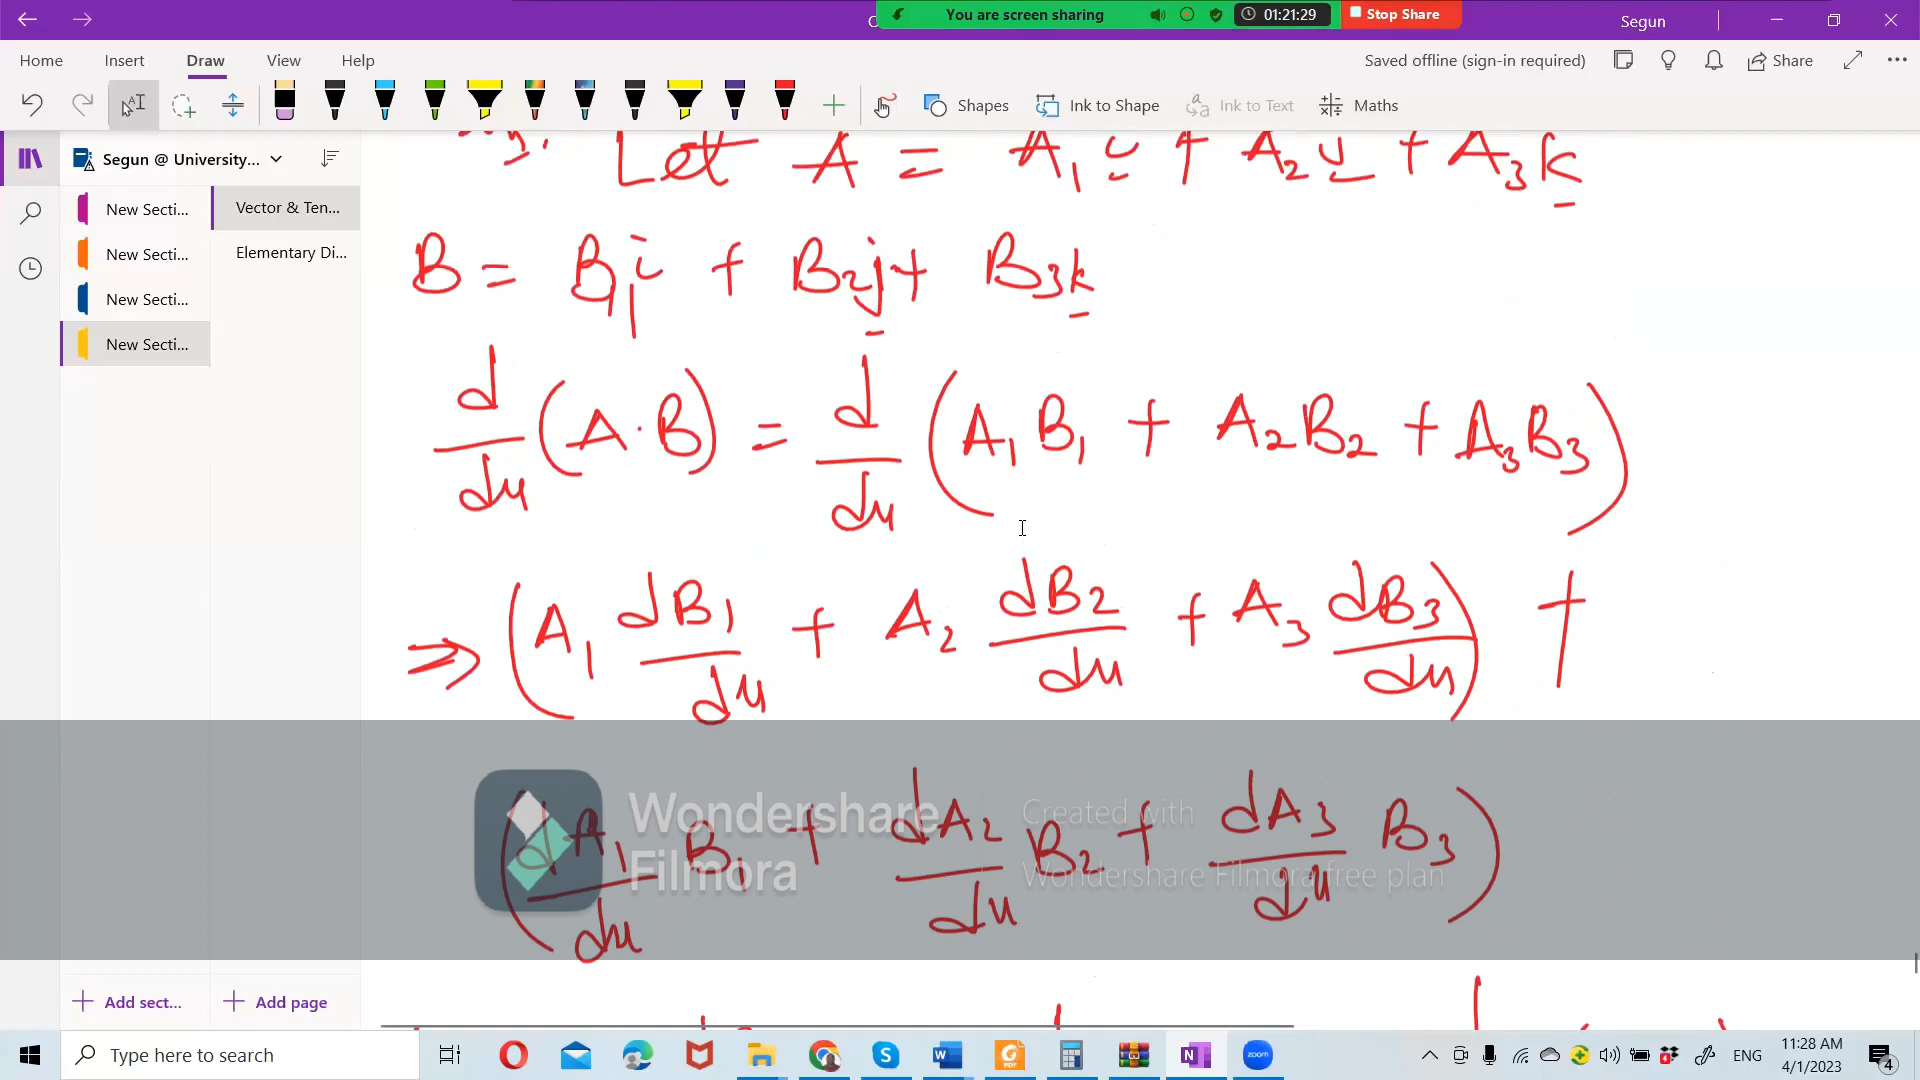 You are screen sharing 01:21:29 Stop Share
Segun
Home Insert Draw View Help Saved offline (sign-in required) Share
Shapes Ink to Shape Ink to Text Maths
Segun @ University...
New Secti... Vector & Ten...
New Secti... Elementary Di...
New Secti...
New Secti...
Let A = A₁i + A₂j + A₃k
B = B₁i + B₂j + B₃k
d/du (A·B) = d/du (A₁B₁ + A₂B₂ + A₃B₃)
⇒ (A₁ dB₁/du + A₂ dB₂/du + A₃ dB₃/du) +
(dA₁/du B₁ + dA₂/du B₂ + dA₃/du B₃)
Wondershare Filmora
Created with
Wondershare Filmora free plan
Add sect... Add page
Type here to search
ENG
11:28 AM
4/1/2023
4